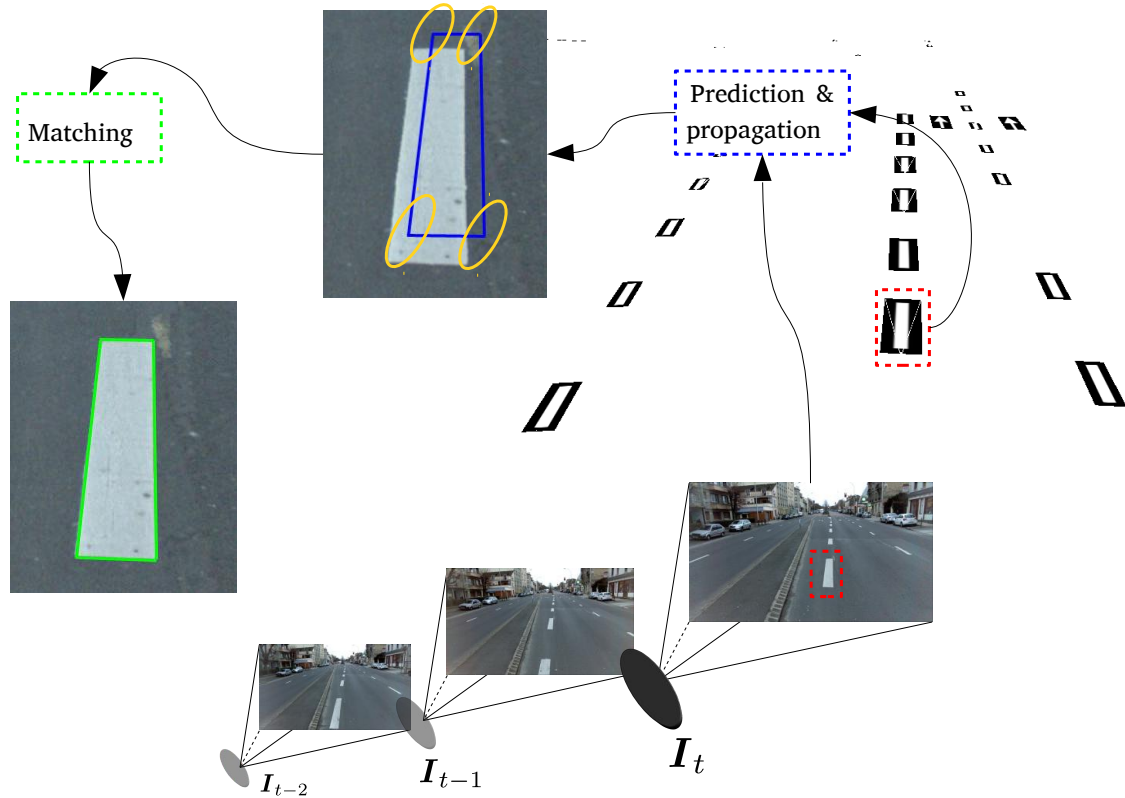 Prediction &
propagation
Matching
I_t
I_{t-1}
I_{t-2}